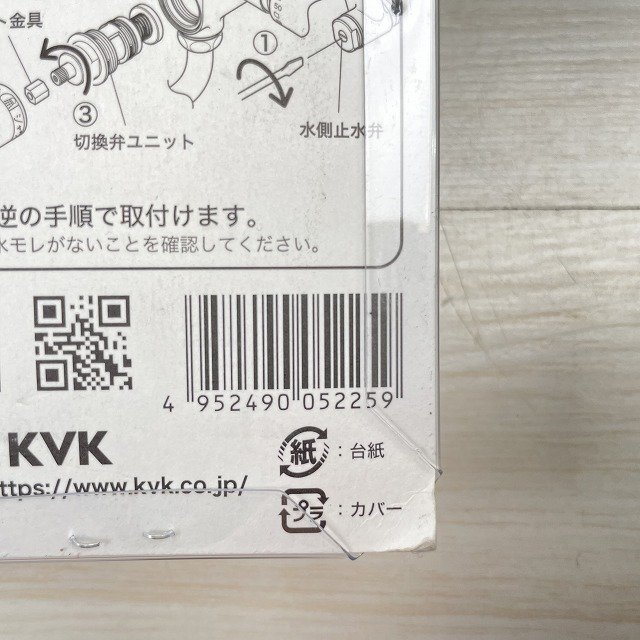 ト金具
①
③
切換弁ユニット
水側止水弁
逆の手順で取付けます。
水モレがないことを確認してください。
4 952490 052259
KVK
紙：台紙
https://www.kvk.co.jp/
プラ：カバー